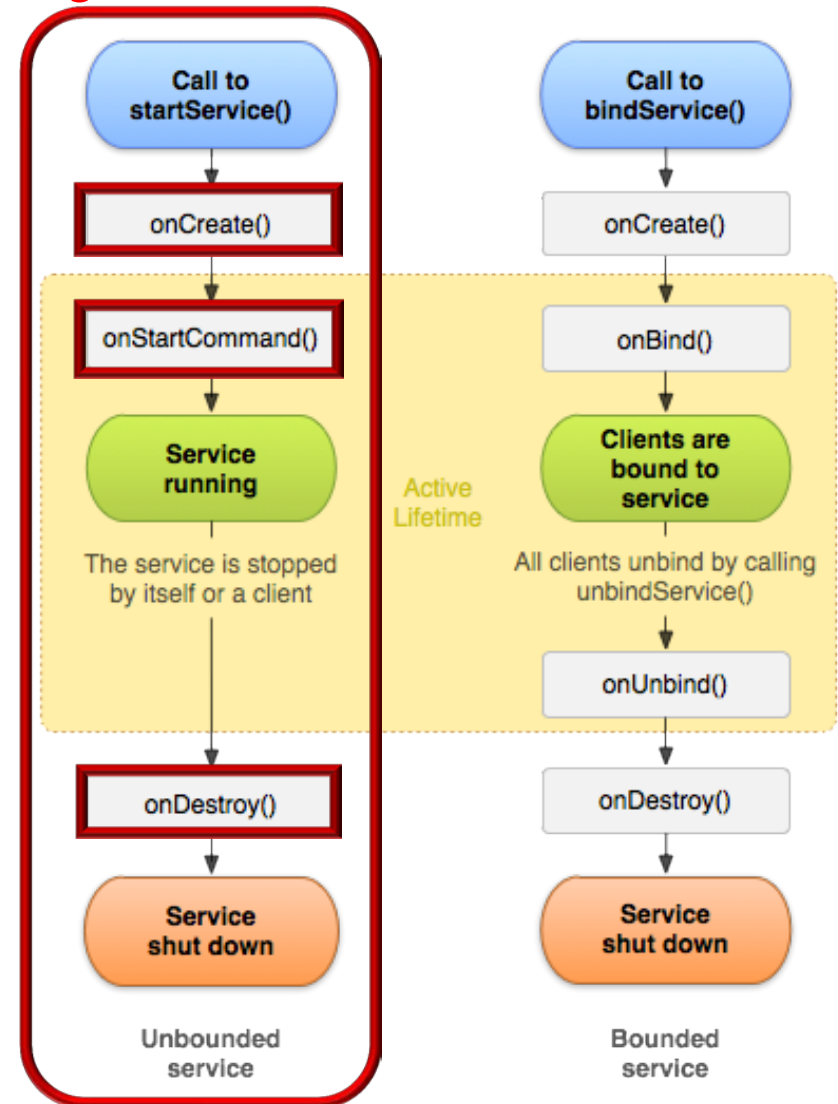 Call to
startService()
onCreate()
onStartCommand()
Service
running
The service is stopped
by itself or a client
onDestroy()
Service
shut down
Unbounded
service
Active
Lifetime
Call to
bindService()
onCreate()
onBind()
Clients are
bound to
service
All clients unbind by calling
unbindService()
onUnbind()
onDestroy()
Service
shut down
Bounded
service